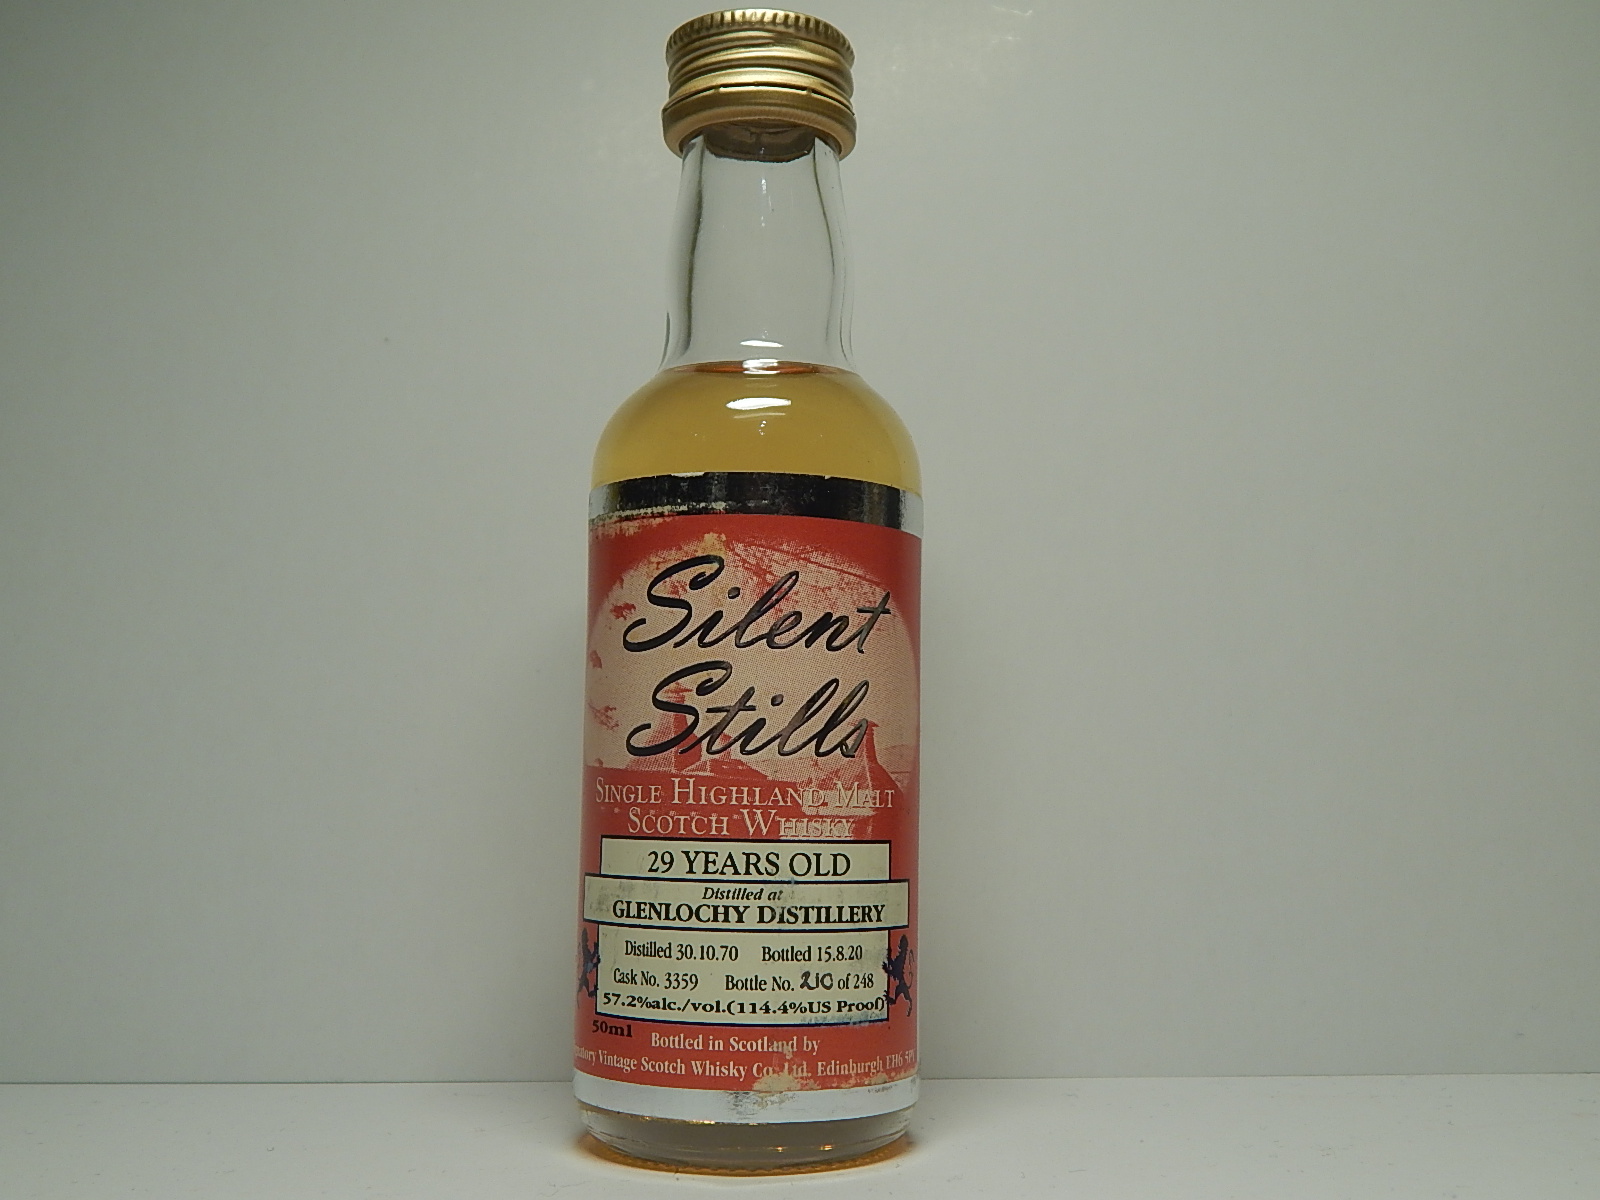 Silent
Stills
SINGLE HIGHLAND MALT
SCOTCH WHISKY
29 YEARS OLD
Distilled at
GLENLOCHY DISTILLERY
Distilled 30.10.70 Bottled 15.8.20
Cask No. 3359 Bottle No. 210 of 248
57.2%alc./vol.(114.4%US Proof)
50ml
Bottled in Scotland by
Vintage Scotch Whisky Co. Ltd. Edinburgh EH6